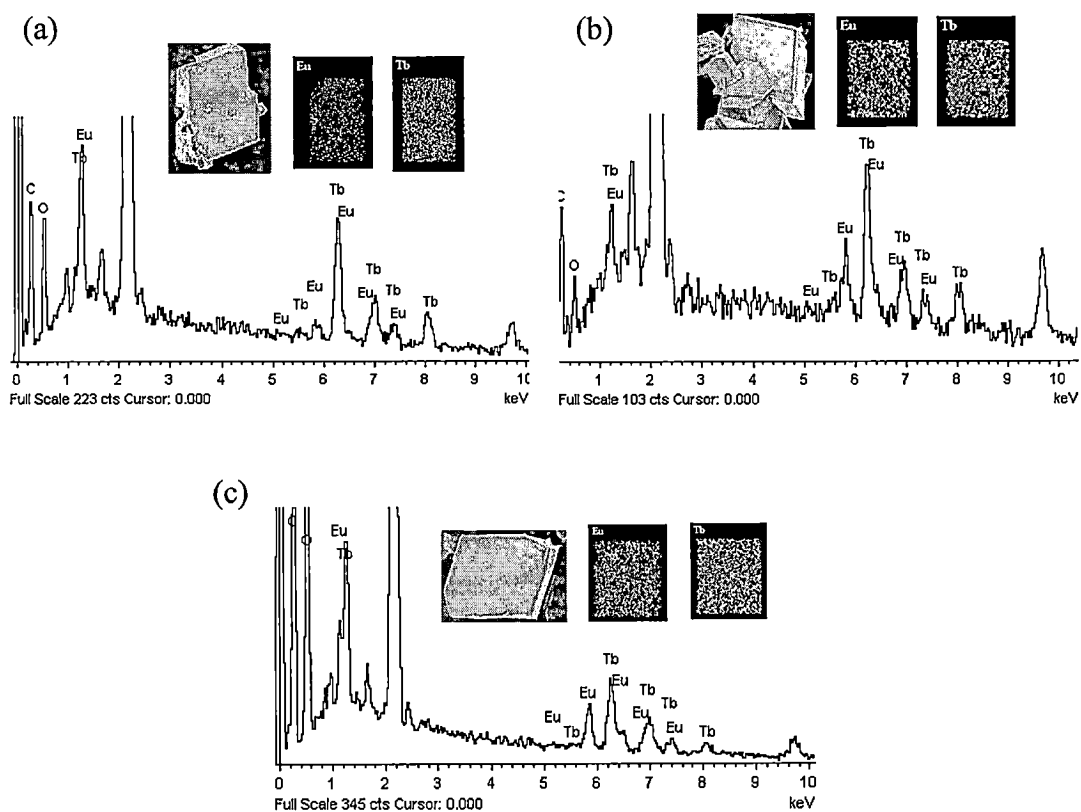 (a)
Eu
Tb
Eu
Tb
C
O
Tb
Eu
Tb
Tb
Tb
Eu
Eu
Tb
Eu
Eu
0 1 2 3 4 5 6 7 8 9 10
Full Scale 223 cts Cursor: 0.000 keV
(b)
Eu
Tb
Tb
Eu
O
Tb
Eu
Eu
Tb
Eu
Tb
Eu
Tb
Tb
Eu
1 2 3 4 5 6 7 8 9 10
Full Scale 103 cts Cursor: 0.000 keV
(c)
Eu
Tb
Eu
Tb
Tb
Eu
Eu
Tb
Tb
Eu
Eu
Tb
Eu
Tb
0 1 2 3 4 5 6 7 8 9 10
Full Scale 345 cts Cursor: 0.000 keV